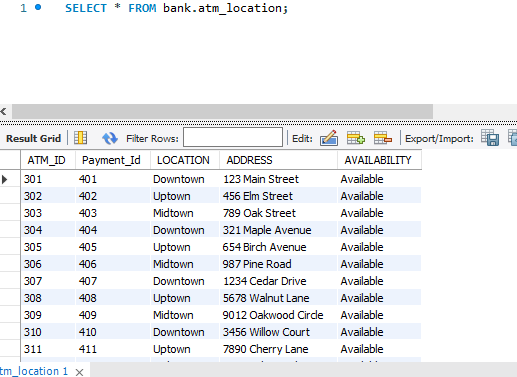 1 SELECT * FROM bank.atm_location;
Result Grid Filter Rows: Edit: Export/Import:
ATM_ID Payment_Id LOCATION ADDRESS AVAILABILITY
301 401 Downtown 123 Main Street Available
302 402 Uptown 456 Elm Street Available
303 403 Midtown 789 Oak Street Available
304 404 Downtown 321 Maple Avenue Available
305 405 Uptown 654 Birch Avenue Available
306 406 Midtown 987 Pine Road Available
307 407 Downtown 1234 Cedar Drive Available
308 408 Uptown 5678 Walnut Lane Available
309 409 Midtown 9012 Oakwood Circle Available
310 410 Downtown 3456 Willow Court Available
311 411 Uptown 7890 Cherry Lane Available
tm_location 1